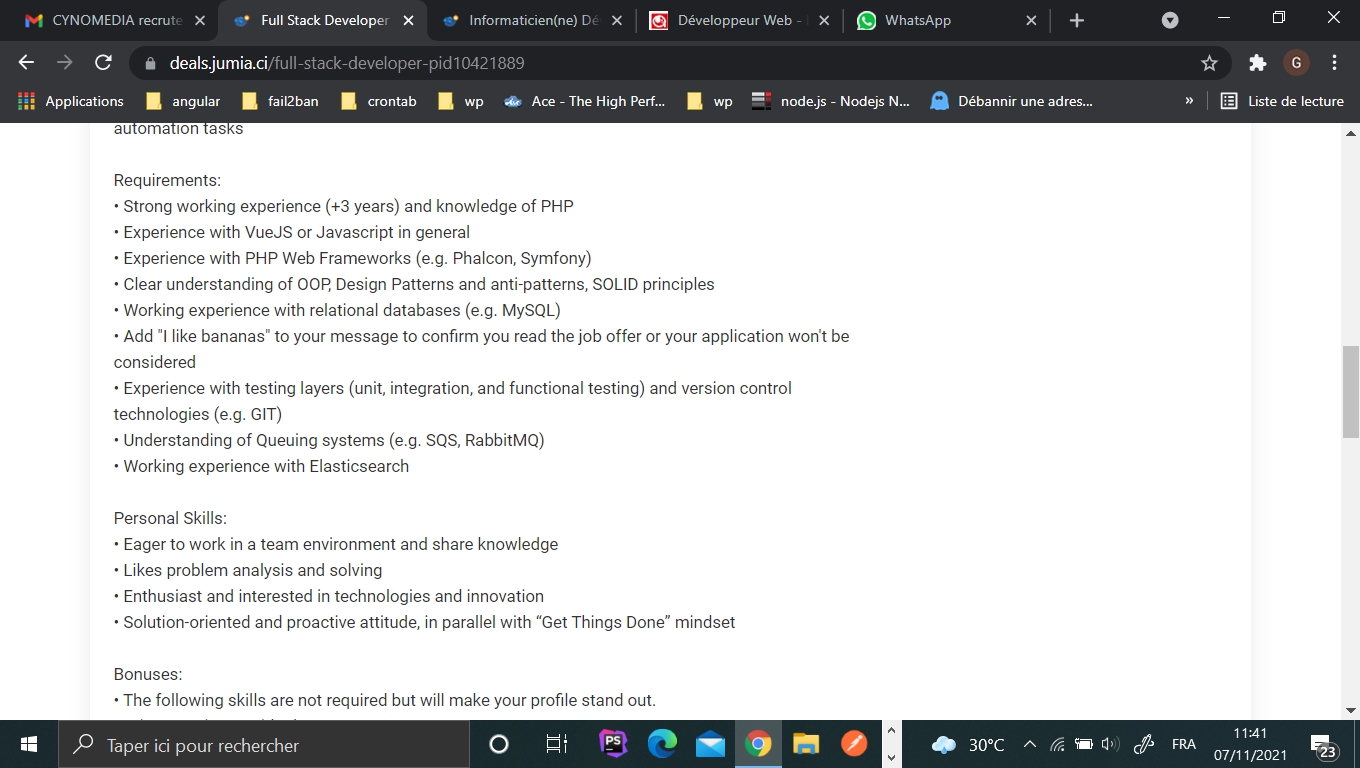 CYNOMEDIA recrute
Full Stack Developer
Informaticien(ne) Dé
Développeur Web -
WhatsApp
deals.jumia.ci/full-stack-developer-pid10421889
G
Applications
angular
fail2ban
crontab
wp
Ace - The High Perf...
wp
node.js - Nodejs N...
Débannir une adres...
»
Liste de lecture
automation tasks
Requirements:
• Strong working experience (+3 years) and knowledge of PHP
• Experience with VueJS or Javascript in general
• Experience with PHP Web Frameworks (e.g. Phalcon, Symfony)
• Clear understanding of OOP, Design Patterns and anti-patterns, SOLID principles
• Working experience with relational databases (e.g. MySQL)
• Add "I like bananas" to your message to confirm you read the job offer or your application won't be
considered
• Experience with testing layers (unit, integration, and functional testing) and version control
technologies (e.g. GIT)
• Understanding of Queuing systems (e.g. SQS, RabbitMQ)
• Working experience with Elasticsearch
Personal Skills:
• Eager to work in a team environment and share knowledge
• Likes problem analysis and solving
• Enthusiast and interested in technologies and innovation
• Solution-oriented and proactive attitude, in parallel with “Get Things Done” mindset
Bonuses:
• The following skills are not required but will make your profile stand out.
Taper ici pour rechercher
PS
30°C
FRA
11:41
07/11/2021
23